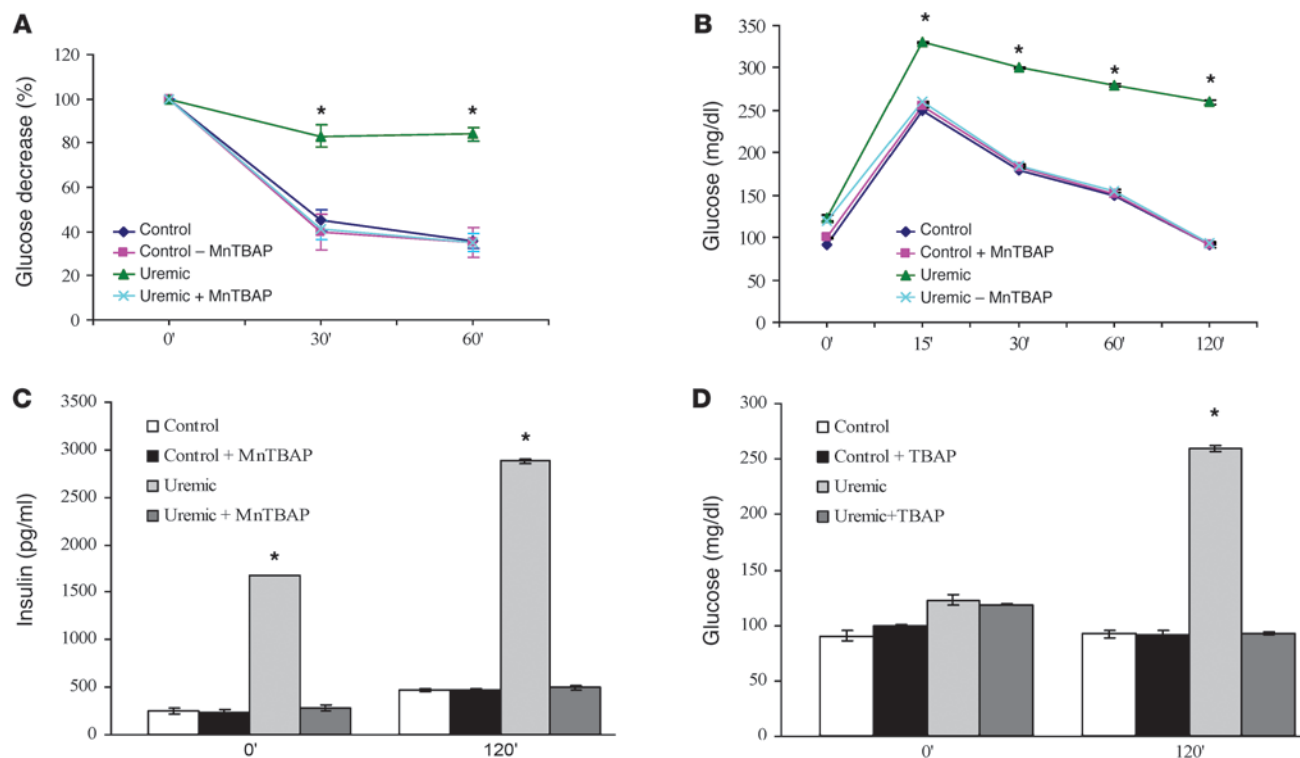 A
Glucose decrease (%)
120
100
80
60
40
20
0
* *
Control
Control – MnTBAP
Uremic
Uremic + MnTBAP
0' 30' 60'
B
Glucose (mg/dl)
350
300
250
200
150
100
50
0
* * * *
Control
Control + MnTBAP
Uremic
Uremic – MnTBAP
0' 15' 30' 60' 120'
C
Insulin (pg/ml)
3500
3000
2500
2000
1500
1000
500
0
Control
Control + MnTBAP
Uremic
Uremic + MnTBAP
* *
0' 120'
D
Glucose (mg/dl)
300
250
200
150
100
50
0
Control
Control + TBAP
Uremic
Uremic+TBAP
*
0' 120'